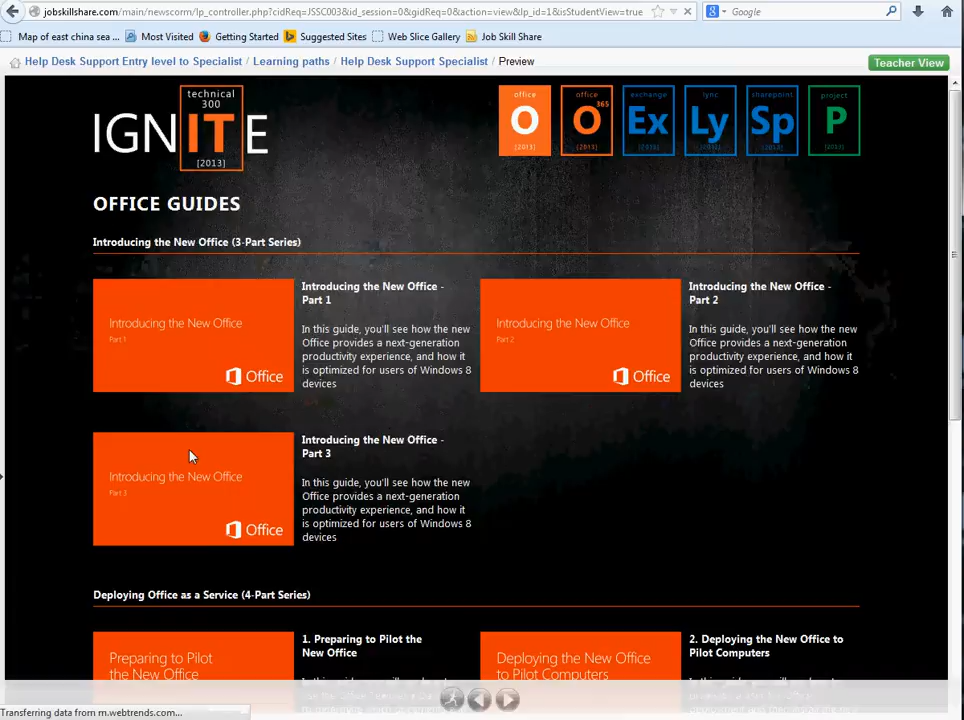 jobskillshare.com/main/newscorm/lp_controller.php?cidReq=JSSC003&id_session=0&gidReq=0&action=view&lp_id=1&isStudentView=true
Google
Map of east china sea ...
Most Visited
Getting Started
Suggested Sites
Web Slice Gallery
Job Skill Share
Help Desk Support Entry level to Specialist / Learning paths / Help Desk Support Specialist / Preview
Teacher View
technical
300
IGNITE
[2013]
office
O
[2013]
office
O 365
[2013]
exchange
Ex
[2013]
lync
Ly
[2013]
sharepoint
Sp
[2013]
project
P
[2013]
OFFICE GUIDES
Introducing the New Office (3-Part Series)
Introducing the New Office
Part 1
Office
Introducing the New Office -
Part 1
In this guide, you'll see how the new
Office provides a next-generation
productivity experience, and how it
is optimized for users of Windows 8
devices
Introducing the New Office
Part 2
Office
Introducing the New Office -
Part 2
In this guide, you'll see how the new
Office provides a next-generation
productivity experience, and how it
is optimized for users of Windows 8
devices
Introducing the New Office
Part 3
Office
Introducing the New Office -
Part 3
In this guide, you'll see how the new
Office provides a next-generation
productivity experience, and how it
is optimized for users of Windows 8
devices
Deploying Office as a Service (4-Part Series)
Preparing to Pilot
the New Office
1. Preparing to Pilot the
New Office
Deploying the New Office
to Pilot Computers
2. Deploying the New Office to
Pilot Computers
Transferring data from m.webtrends.com...